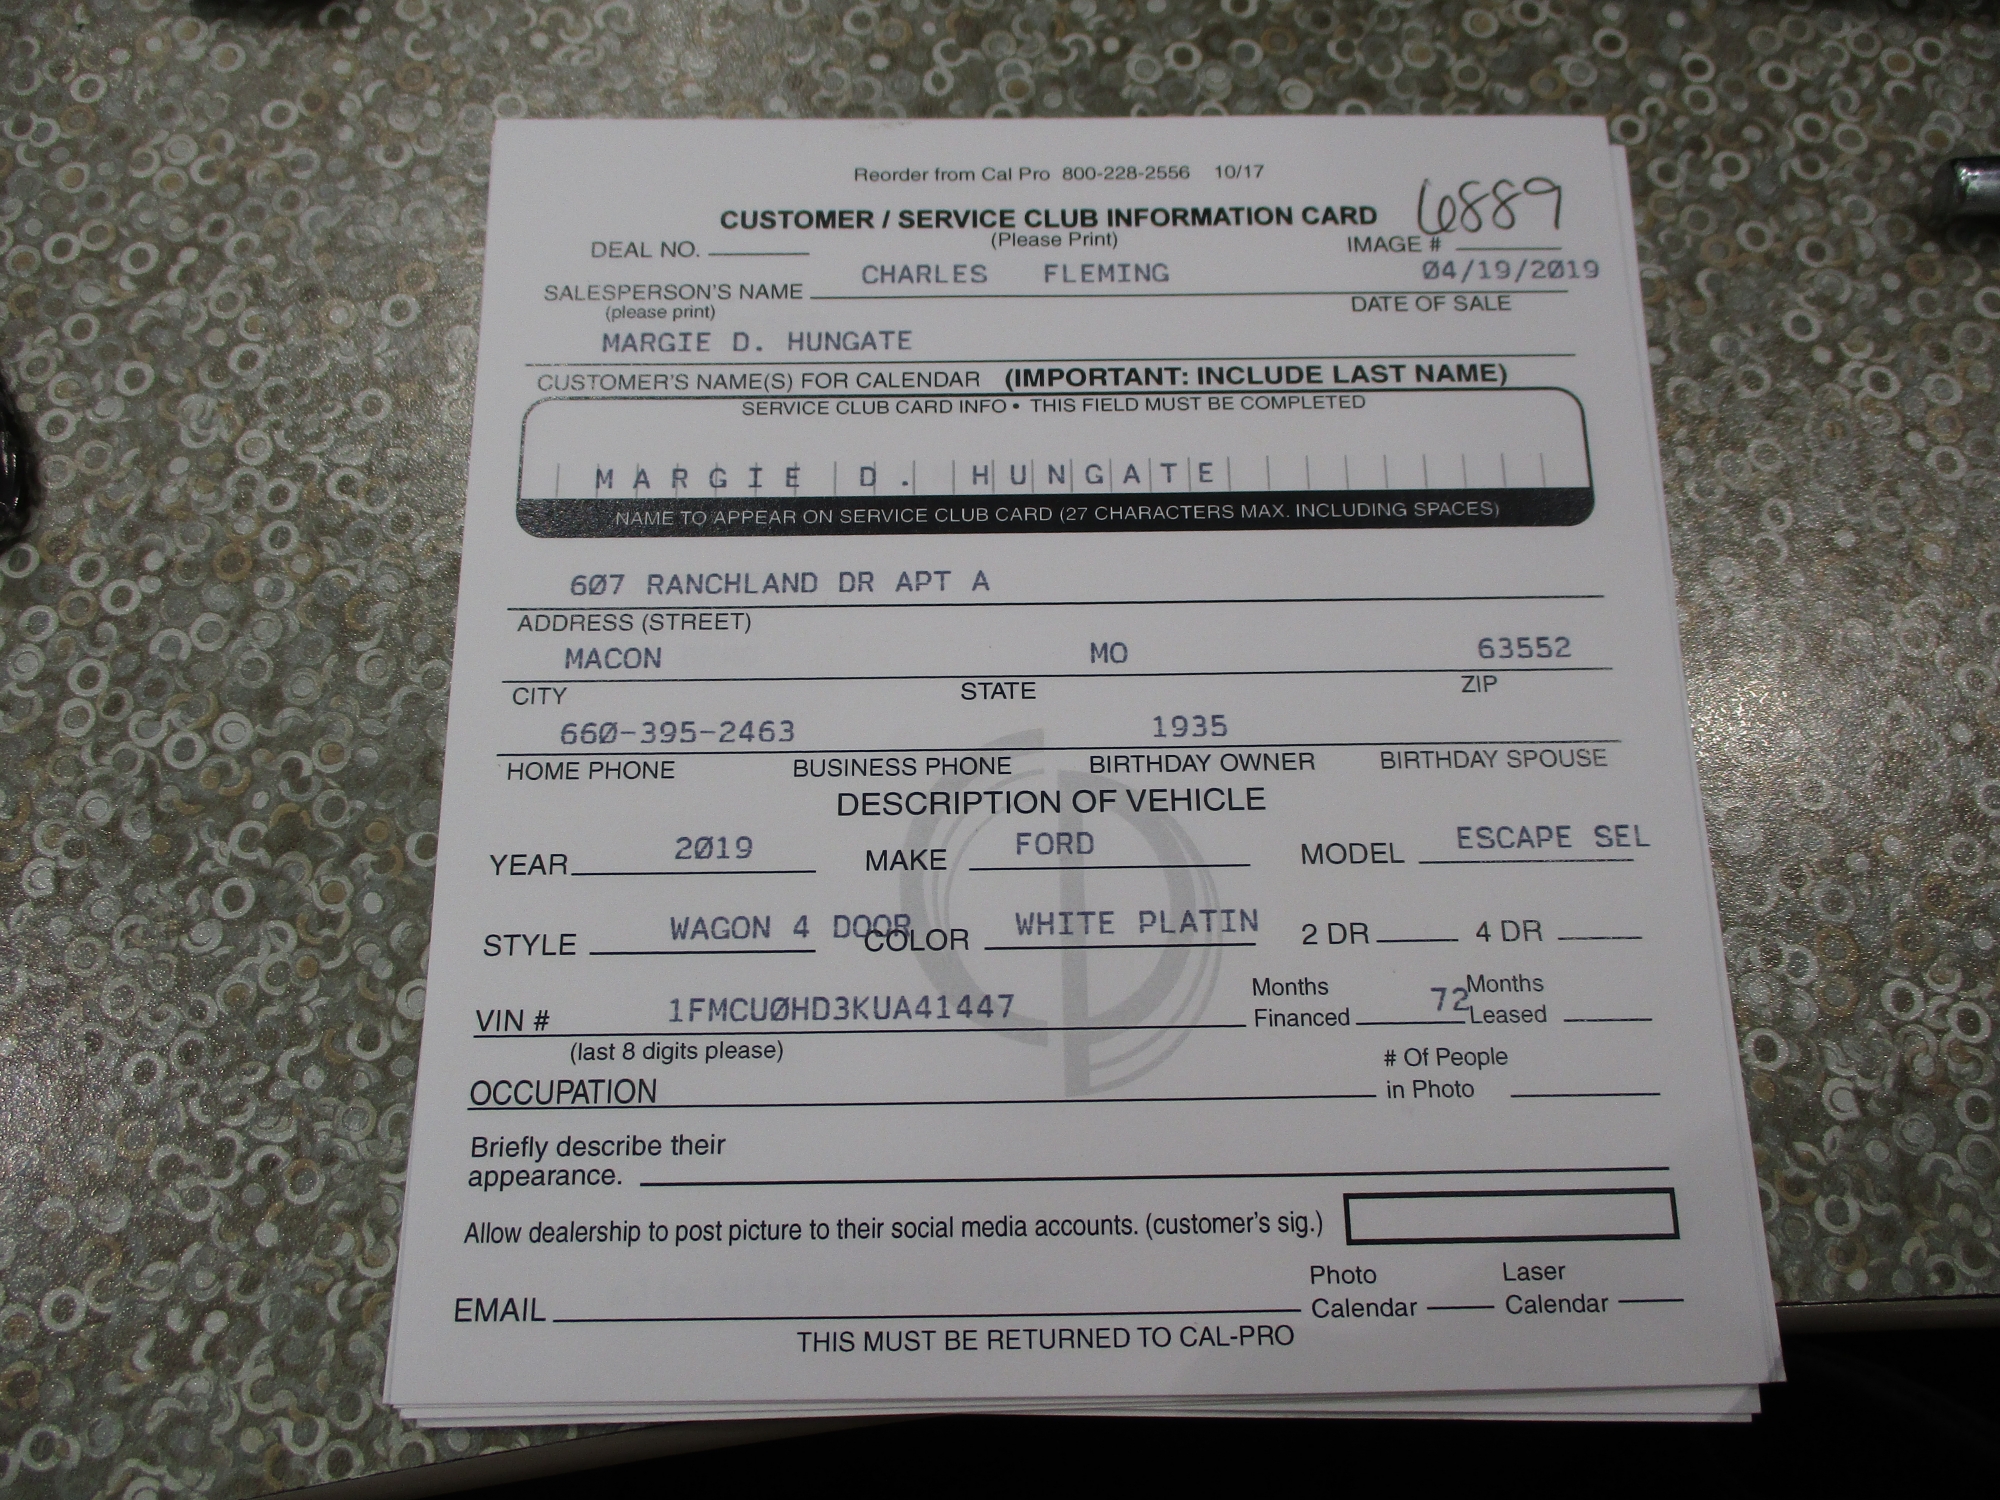 Reorder from Cal Pro 800-228-2556 10/17
CUSTOMER / SERVICE CLUB INFORMATION CARD 6889
DEAL NO. (Please Print) IMAGE #
CHARLES FLEMING 04/19/2019
SALESPERSON'S NAME DATE OF SALE
(please print)
MARGIE D. HUNGATE
CUSTOMER'S NAME(S) FOR CALENDAR (IMPORTANT: INCLUDE LAST NAME)
SERVICE CLUB CARD INFO • THIS FIELD MUST BE COMPLETED
MARGIE D. HUNGATE
NAME TO APPEAR ON SERVICE CLUB CARD (27 CHARACTERS MAX. INCLUDING SPACES)
607 RANCHLAND DR APT A
ADDRESS (STREET)
MACON MO 63552
CITY STATE ZIP
660-395-2463 1935
HOME PHONE BUSINESS PHONE BIRTHDAY OWNER BIRTHDAY SPOUSE
DESCRIPTION OF VEHICLE
YEAR 2019 MAKE FORD MODEL ESCAPE SEL
STYLE WAGON 4 DOOR COLOR WHITE PLATIN 2 DR 4 DR
VIN # 1FMCU0HD3KUA41447 Months Financed 72 Months Leased
(last 8 digits please)
OCCUPATION # Of People in Photo
Briefly describe their
appearance.
Allow dealership to post picture to their social media accounts. (customer's sig.)
EMAIL Photo Calendar Laser Calendar
THIS MUST BE RETURNED TO CAL-PRO